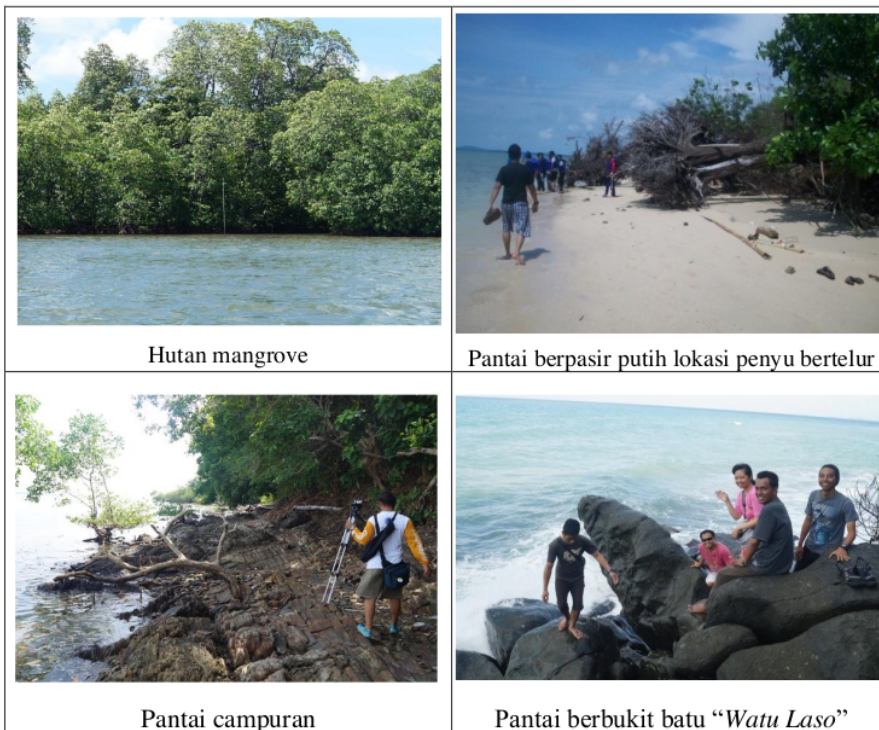 Hutan mangrove
Pantai berpasir putih lokasi penyu bertelur
Pantai campuran
Pantai berbukit batu “Watu Laso”